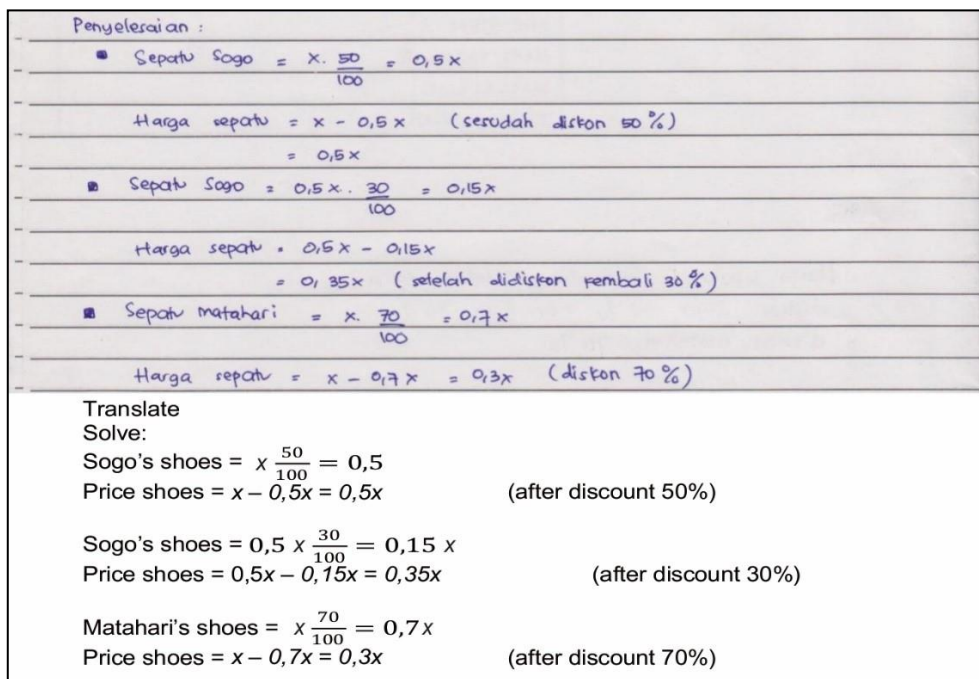 Penyelesaian :
▪ Sepatu Sogo = x. 50/100 = 0,5x
Harga sepatu = x - 0,5x (sesudah diskon 50%)
= 0,5x
▪ Sepatu Sogo = 0,5x. 30/100 = 0,15x
Harga sepatu = 0,5x - 0,15x
= 0,35x (setelah didiskon kembali 30%)
▪ Sepatu matahari = x. 70/100 = 0,7x
Harga sepatu = x - 0,7x = 0,3x (diskon 70%)
Translate
Solve:
Sogo's shoes = x 50/100 = 0,5
Price shoes = x – 0,5x = 0,5x (after discount 50%)
Sogo's shoes = 0,5 x 30/100 = 0,15 x
Price shoes = 0,5x – 0,15x = 0,35x (after discount 30%)
Matahari's shoes = x 70/100 = 0,7x
Price shoes = x – 0,7x = 0,3x (after discount 70%)